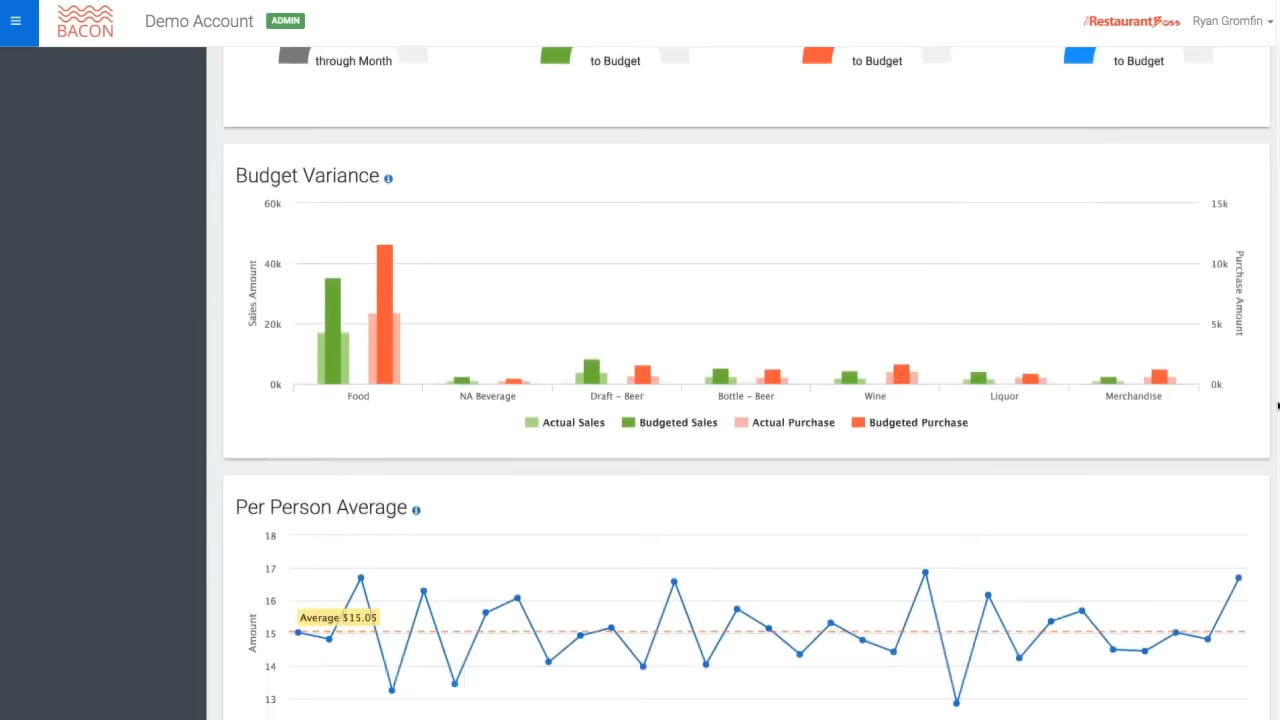 BACON
Demo Account ADMIN
the RestaurantBoss
Ryan Gromfin
through Month
to Budget
to Budget
to Budget
Budget Variance
60k
40k
20k
0k
Sales Amount
15k
10k
5k
0k
Purchase Amount
Food NA Beverage Draft - Beer Bottle - Beer Wine Liquor Merchandise
Actual Sales Budgeted Sales Actual Purchase Budgeted Purchase
Per Person Average
18
17
16
15
14
13
Amount
Average $15.05